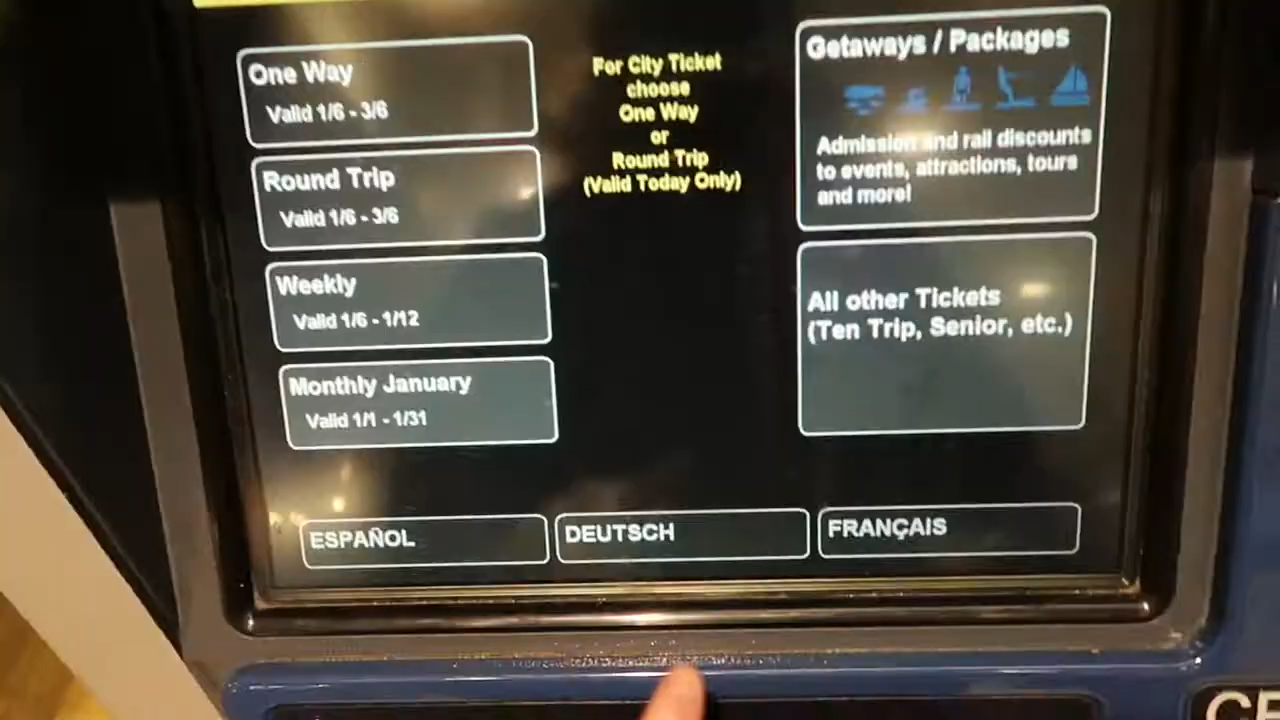 One Way
Valid 1/6 - 3/6
Round Trip
Valid 1/6 - 3/6
Weekly
Valid 1/6 - 1/12
Monthly January
Valid 1/1 - 1/31
For City Ticket
choose
One Way
or
Round Trip
(Valid Today Only)
Getaways / Packages
Admission and rail discounts
to events, attractions, tours
and more!
All other Tickets
(Ten Trip, Senior, etc.)
ESPAÑOL
DEUTSCH
FRANÇAIS